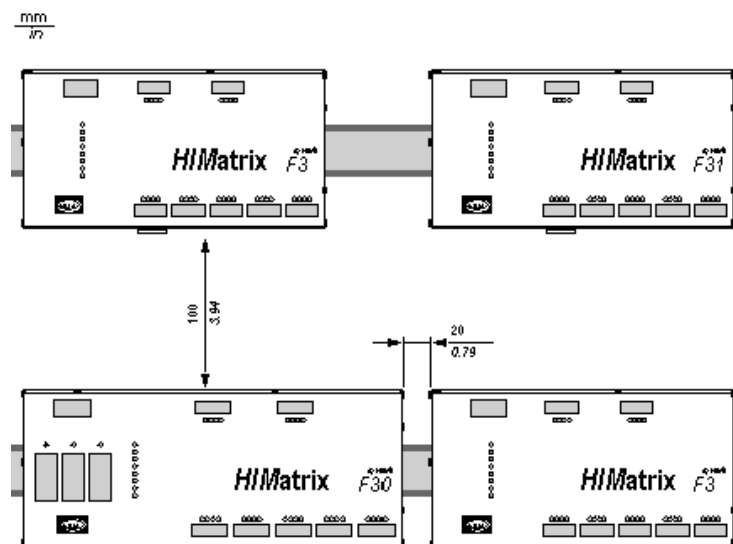 mm
in
HIMatrix F3
HIMatrix F31
100
3.94
20
0.79
HIMatrix F30
HIMatrix F3